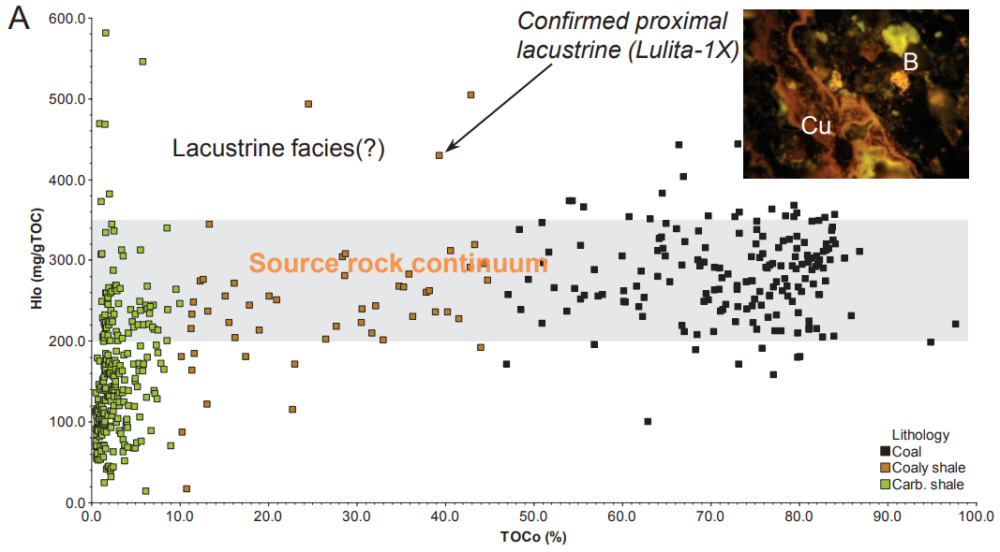 A
Confirmed proximal
lacustrine (Lulita-1X)
B
Cu
Lacustrine facies(?)
Source rock continuum
HIo (mg/gTOC)
600.0
500.0
400.0
300.0
200.0
100.0
0.0
Lithology
Coal
Coaly shale
Carb. shale
0.0 10.0 20.0 30.0 40.0 50.0 60.0 70.0 80.0 90.0 100.0
TOCo (%)